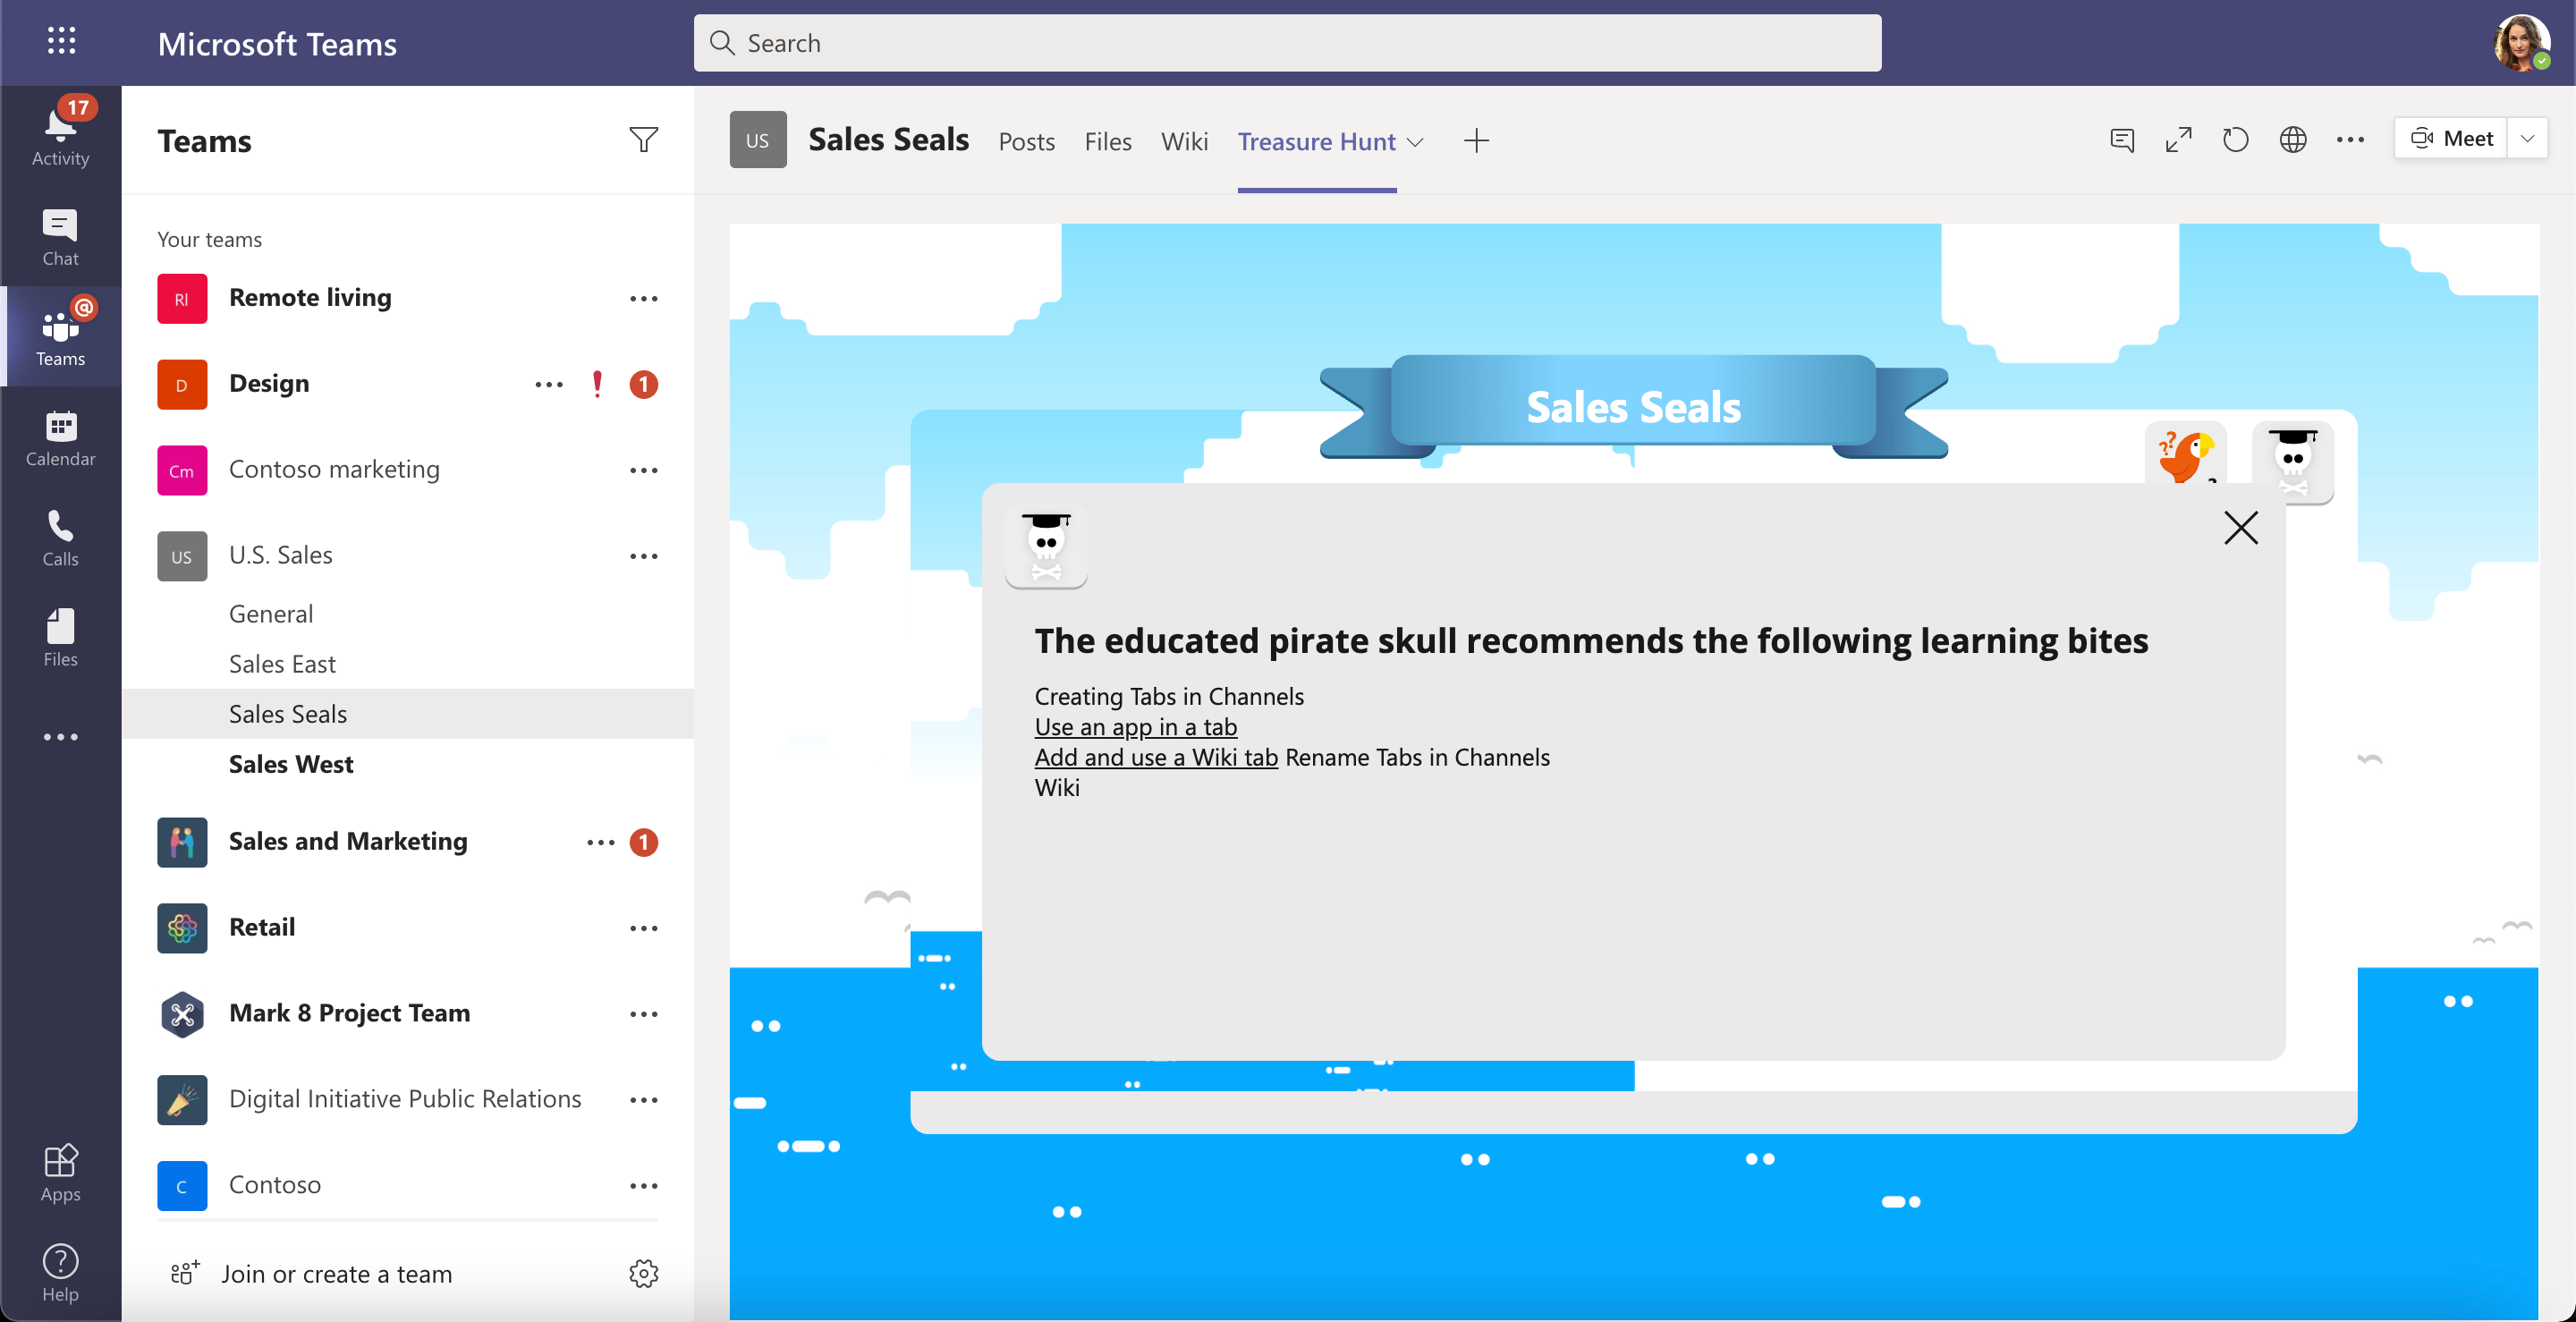 Microsoft Teams
Search
17
Activity
Chat
@
Teams
Calendar
Calls
Files
Apps
Help
Teams
Your teams
RI
Remote living
D
Design
1
Cm
Contoso marketing
US
U.S. Sales
General
Sales East
Sales Seals
Sales West
Sales and Marketing
1
Retail
Mark 8 Project Team
Digital Initiative Public Relations
C
Contoso
Join or create a team
US
Sales Seals Posts Files Wiki Treasure Hunt
Meet
Sales Seals
??
?
The educated pirate skull recommends the following learning bites
Creating Tabs in Channels
Use an app in a tab
Add and use a Wiki tab Rename Tabs in Channels
Wiki